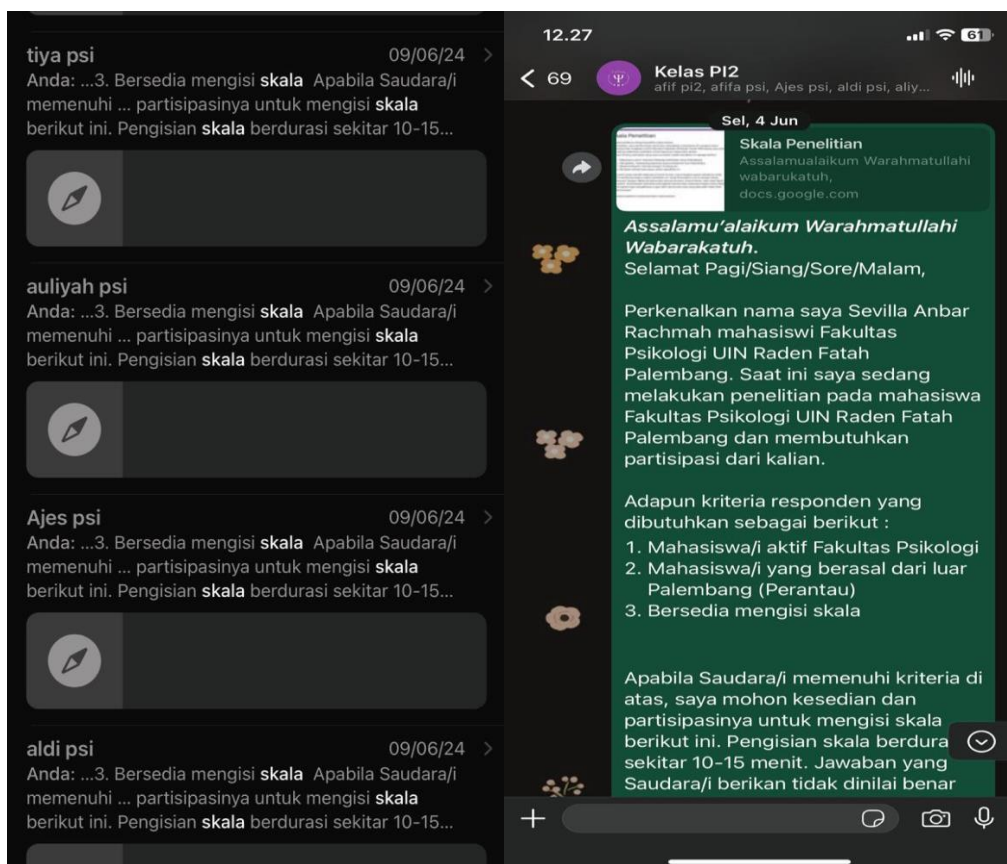 tiya psi 09/06/24
Anda: ...3. Bersedia mengisi skala Apabila Saudara/i
memenuhi ... partisipasinya untuk mengisi skala
berikut ini. Pengisian skala berdurasi sekitar 10-15...
auliyah psi 09/06/24
Anda: ...3. Bersedia mengisi skala Apabila Saudara/i
memenuhi ... partisipasinya untuk mengisi skala
berikut ini. Pengisian skala berdurasi sekitar 10-15...
Ajes psi 09/06/24
Anda: ...3. Bersedia mengisi skala Apabila Saudara/i
memenuhi ... partisipasinya untuk mengisi skala
berikut ini. Pengisian skala berdurasi sekitar 10-15...
aldi psi 09/06/24
Anda: ...3. Bersedia mengisi skala Apabila Saudara/i
memenuhi ... partisipasinya untuk mengisi skala
berikut ini. Pengisian skala berdurasi sekitar 10-15...
12.27 61
69 Kelas PI2
afif pi2, afifa psi, Ajes psi, aldi psi, aliy...
Sel, 4 Jun
Skala Penelitian
Assalamualaikum Warahmatullahi
wabarukatuh,
docs.google.com
Assalamu'alaikum Warahmatullahi
Wabarakatuh.
Selamat Pagi/Siang/Sore/Malam,
Perkenalkan nama saya Sevilla Anbar
Rachmah mahasiswi Fakultas
Psikologi UIN Raden Fatah
Palembang. Saat ini saya sedang
melakukan penelitian pada mahasiswa
Fakultas Psikologi UIN Raden Fatah
Palembang dan membutuhkan
partisipasi dari kalian.
Adapun kriteria responden yang
dibutuhkan sebagai berikut :
1. Mahasiswa/i aktif Fakultas Psikologi
2. Mahasiswa/i yang berasal dari luar
Palembang (Perantau)
3. Bersedia mengisi skala
Apabila Saudara/i memenuhi kriteria di
atas, saya mohon kesedian dan
partisipasinya untuk mengisi skala
berikut ini. Pengisian skala berdura
sekitar 10-15 menit. Jawaban yang
Saudara/i berikan tidak dinilai benar